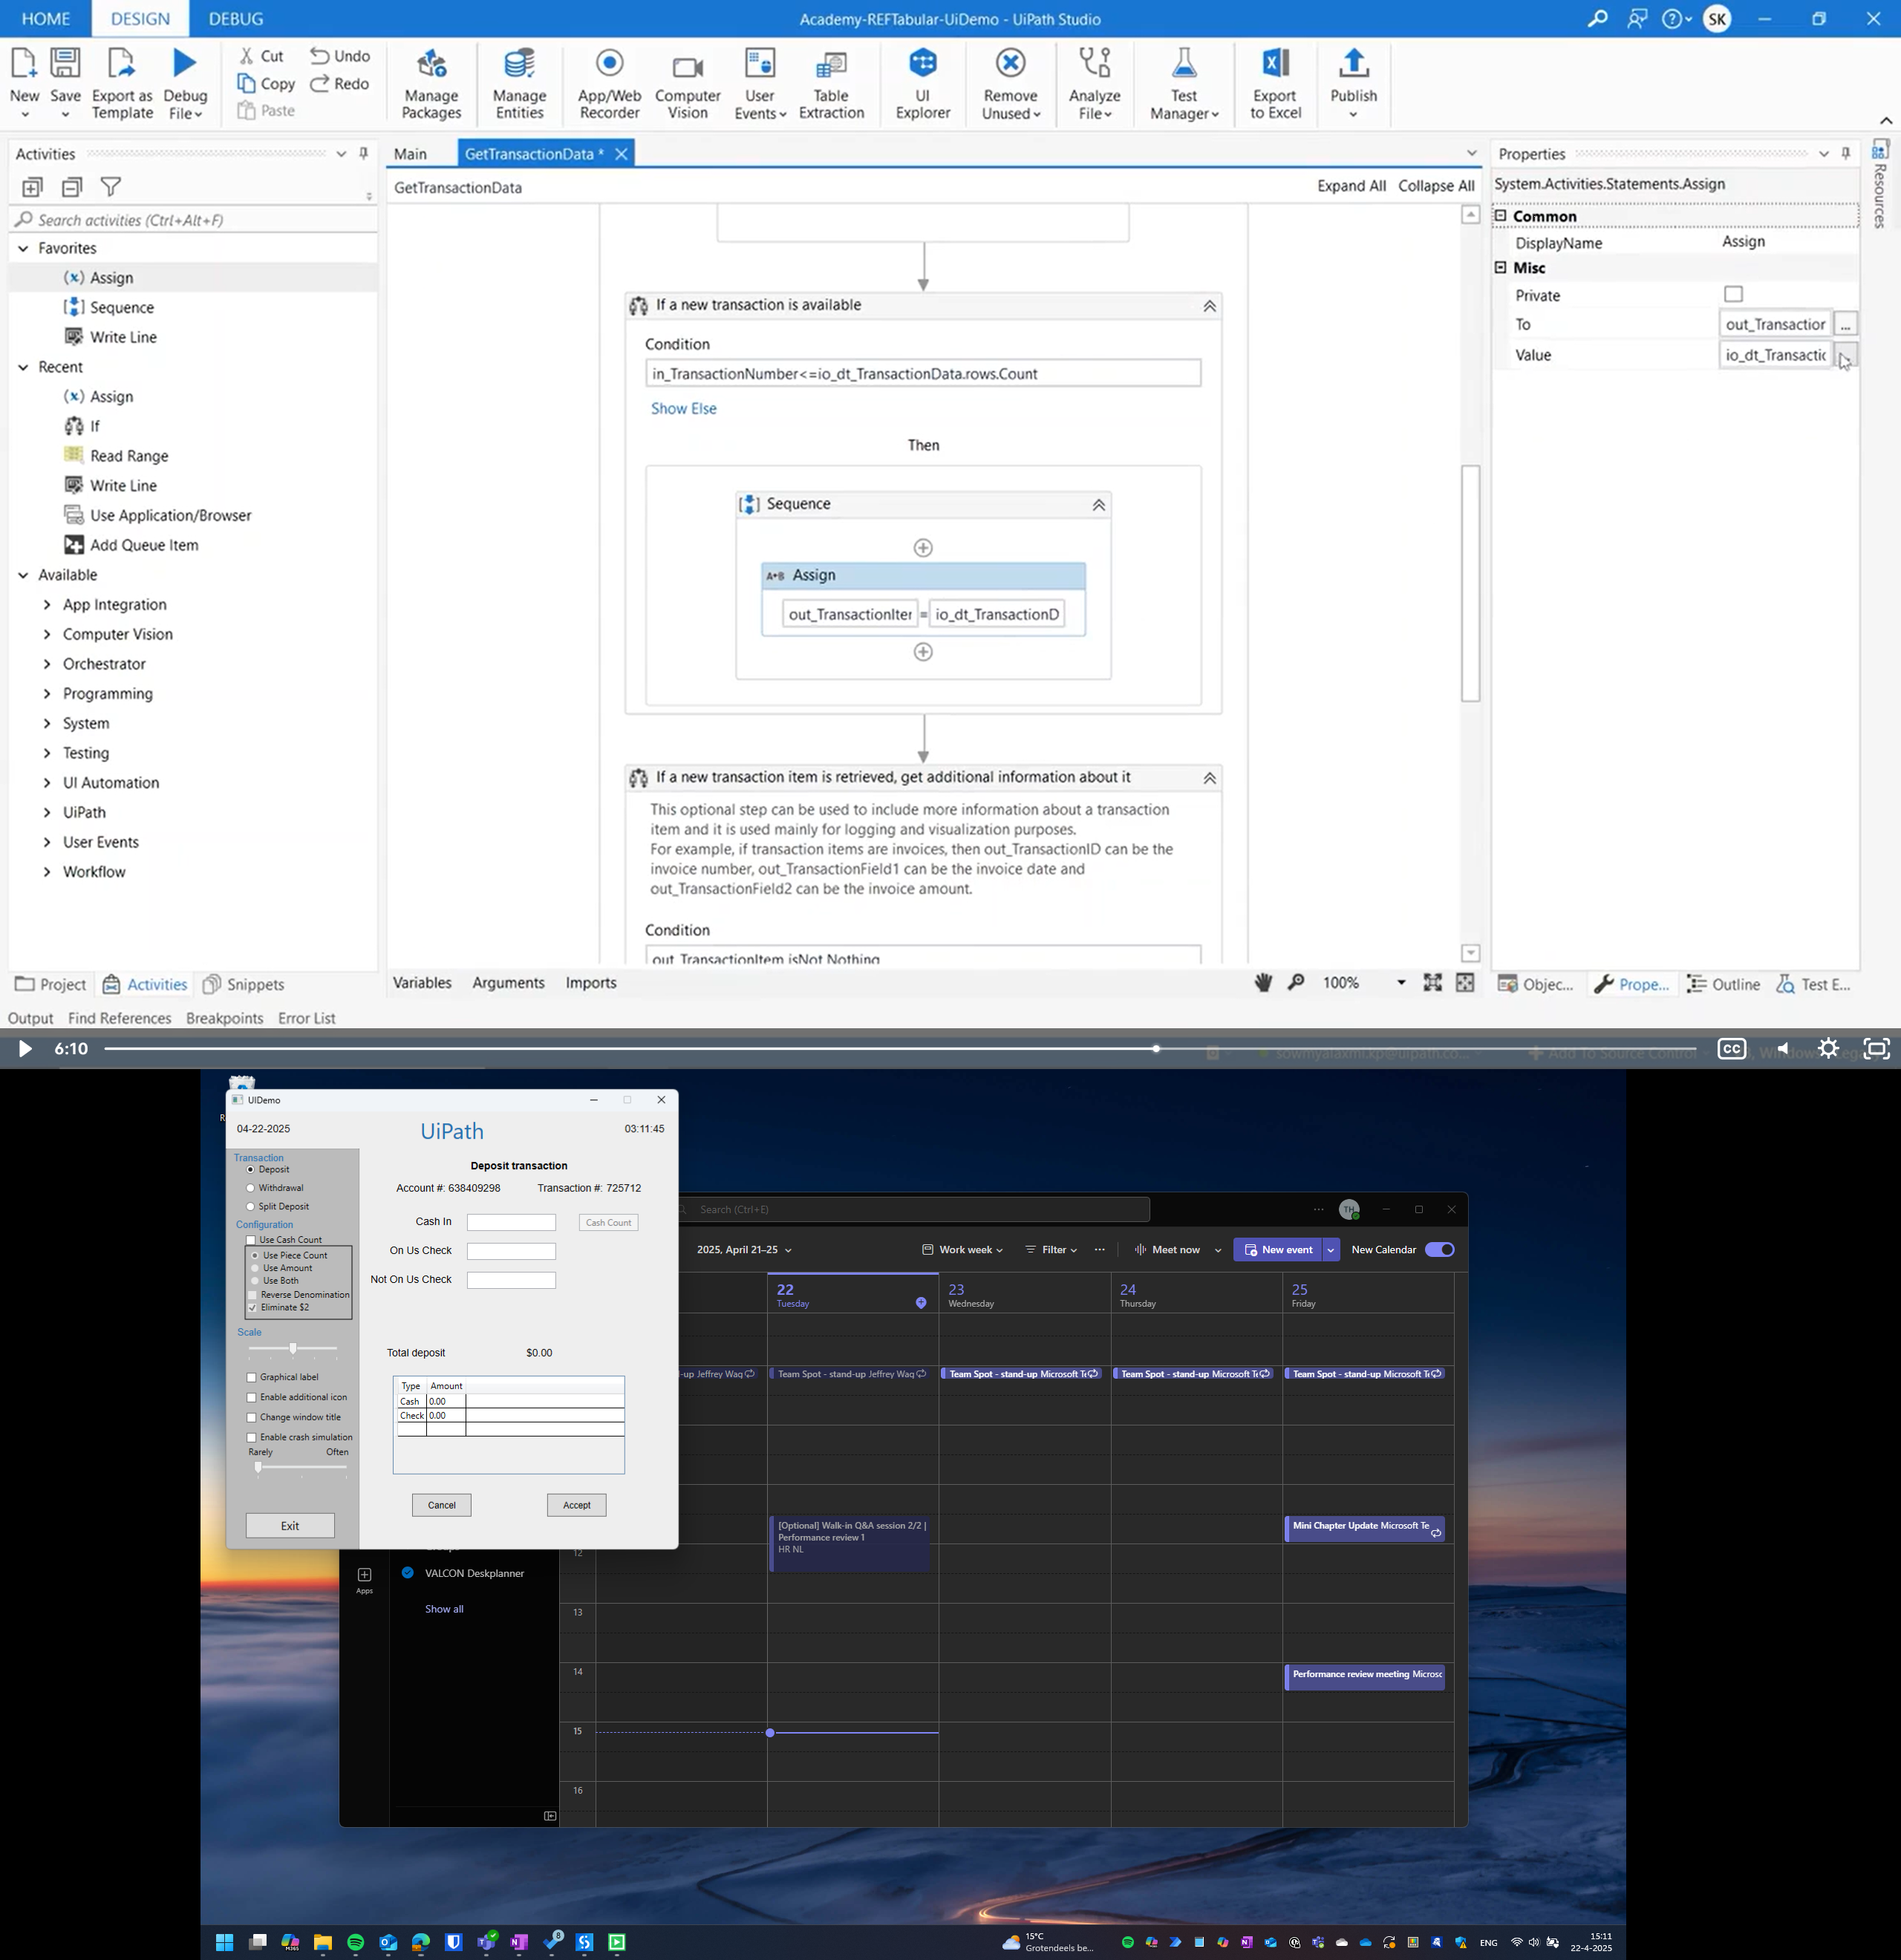 HOME DESIGN DEBUG Academy-REFTabular-UiDemo - UiPath Studio SK
New Save Export as Template Debug File Cut Copy Paste Undo Redo Manage Packages Manage Entities App/Web Recorder Computer Vision User Events Table Extraction UI Explorer Remove Unused Analyze File Test Manager Export to Excel Publish
Activities
Search activities (Ctrl+Alt+F)
Favorites
Assign
Sequence
Write Line
Recent
Assign
If
Read Range
Write Line
Use Application/Browser
Add Queue Item
Available
App Integration
Computer Vision
Orchestrator
Programming
System
Testing
UI Automation
UiPath
User Events
Workflow
Project Activities Snippets
Main GetTransactionData *
GetTransactionData Expand All Collapse All
If a new transaction is available
Condition
in_TransactionNumber<=io_dt_TransactionData.rows.Count
Show Else
Then
Sequence
A+B Assign
out_TransactionIter = io_dt_TransactionD
If a new transaction item is retrieved, get additional information about it
This optional step can be used to include more information about a transaction
item and it is used mainly for logging and visualization purposes.
For example, if transaction items are invoices, then out_TransactionID can be the
invoice number, out_TransactionField1 can be the invoice date and
out_TransactionField2 can be the invoice amount.
Condition
out_TransactionItem isNot Nothing
Variables Arguments Imports 100%
Properties
System.Activities.Statements.Assign
Common
DisplayName Assign
Misc
Private
To out_Transaction ...
Value io_dt_Transactic
Resources
Objec... Prope... Outline Test E...
Output Find References Breakpoints Error List
6:10 sowmyalaxmi.kp@uipath.co... Add To Source Control CC
UIDemo
04-22-2025 UiPath 03:11:45
Transaction
Deposit
Withdrawal
Split Deposit
Configuration
Use Cash Count
Use Piece Count
Use Amount
Use Both
Reverse Denomination
Eliminate $2
Scale
Graphical label
Enable additional icon
Change window title
Enable crash simulation
Rarely Often
Exit
Deposit transaction
Account #: 638409298 Transaction #: 725712
Cash In Cash Count
On Us Check
Not On Us Check
Total deposit $0.00
Type Amount
Cash 0.00
Check 0.00
Cancel Accept
Search (Ctrl+E) TH
2025, April 21–25 Work week Filter Meet now New event New Calendar
22 Tuesday
23 Wednesday
24 Thursday
25 Friday
-up Jeffrey Wag
Team Spot - stand-up Jeffrey Wag
Team Spot - stand-up Microsoft Te
Team Spot - stand-up Microsoft Te
Team Spot - stand-up Microsoft Te
[Optional] Walk-in Q&A session 2/2 |
Performance review 1
HR NL
Mini Chapter Update Microsoft Te
Performance review meeting Microsc
Apps
VALCON Deskplanner
Show all
12
13
14
15
16
15°C
Grotendeels be...
8
ENG
15:11
22-4-2025